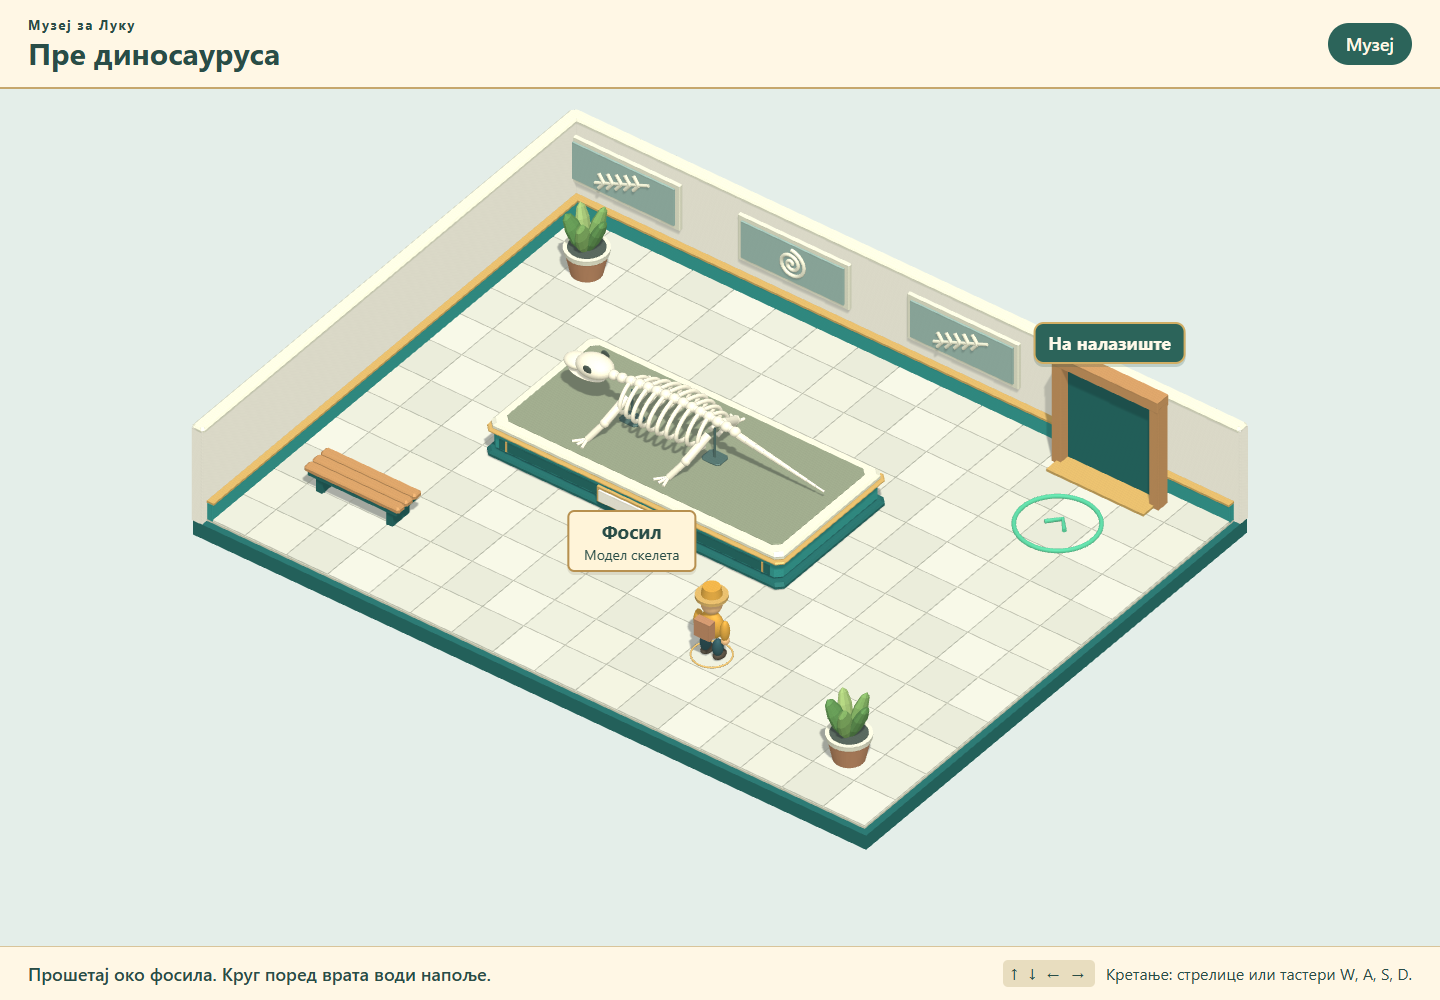 Музеј за Луку
Пре диносауруса
Музеј
На налазиште
Фосил
Модел скелета
Прошетај око фосила. Круг поред врата води напоље.
↑ ↓ ← → Кретање: стрелице или тастери W, A, S, D.